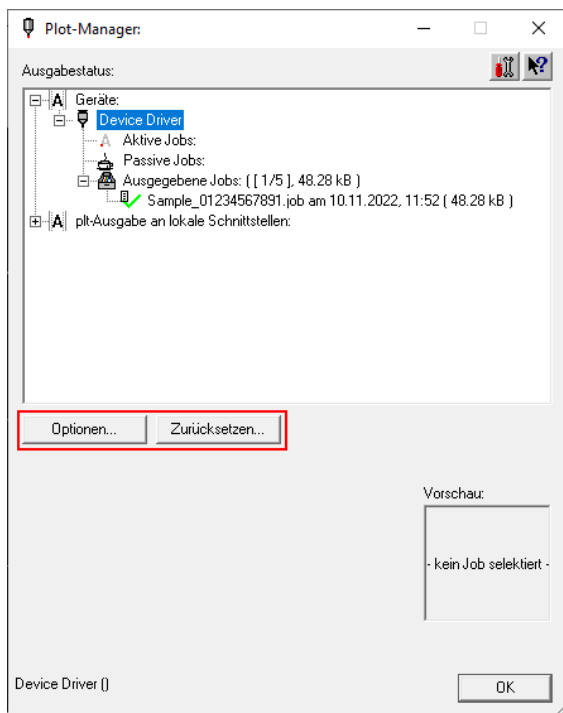 Plot-Manager:
Ausgabestatus:
Geräte:
Device Driver
Aktive Jobs:
Passive Jobs:
Ausgegebene Jobs: ( [ 1/5 ], 48.28 kB )
Sample_01234567891.job am 10.11.2022, 11:52 ( 48.28 kB )
plt-Ausgabe an lokale Schnittstellen:
Optionen... Zurücksetzen...
Vorschau:
- kein Job selektiert -
Device Driver () OK